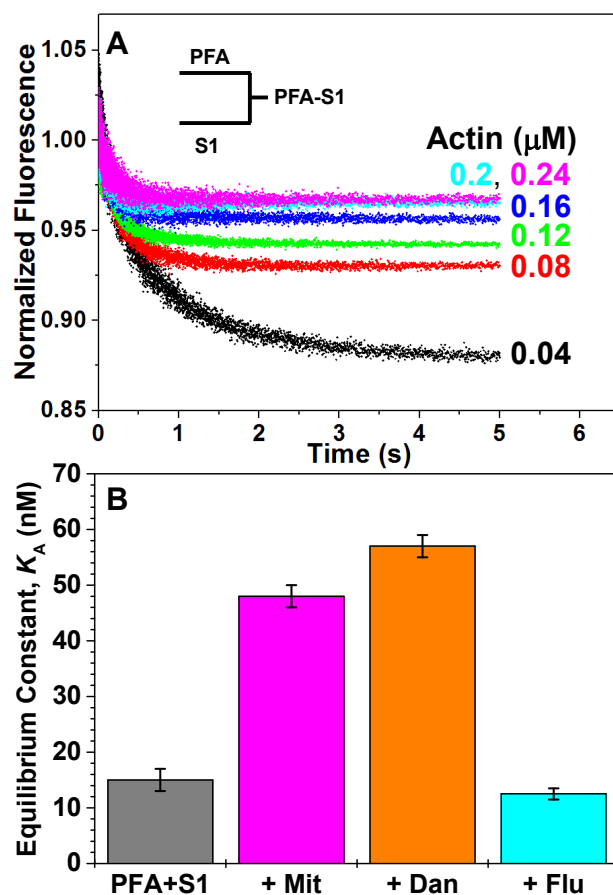 A
PFA
PFA-S1
S1
Actin (μM)
0.2, 0.24
0.16
0.12
0.08
0.04
Normalized Fluorescence
1.05
1.00
0.95
0.90
0.85
0 1 2 3 4 5 6
Time (s)
B
Equilibrium Constant, K_A (nM)
70
60
50
40
30
20
10
0
PFA+S1 + Mit + Dan + Flu